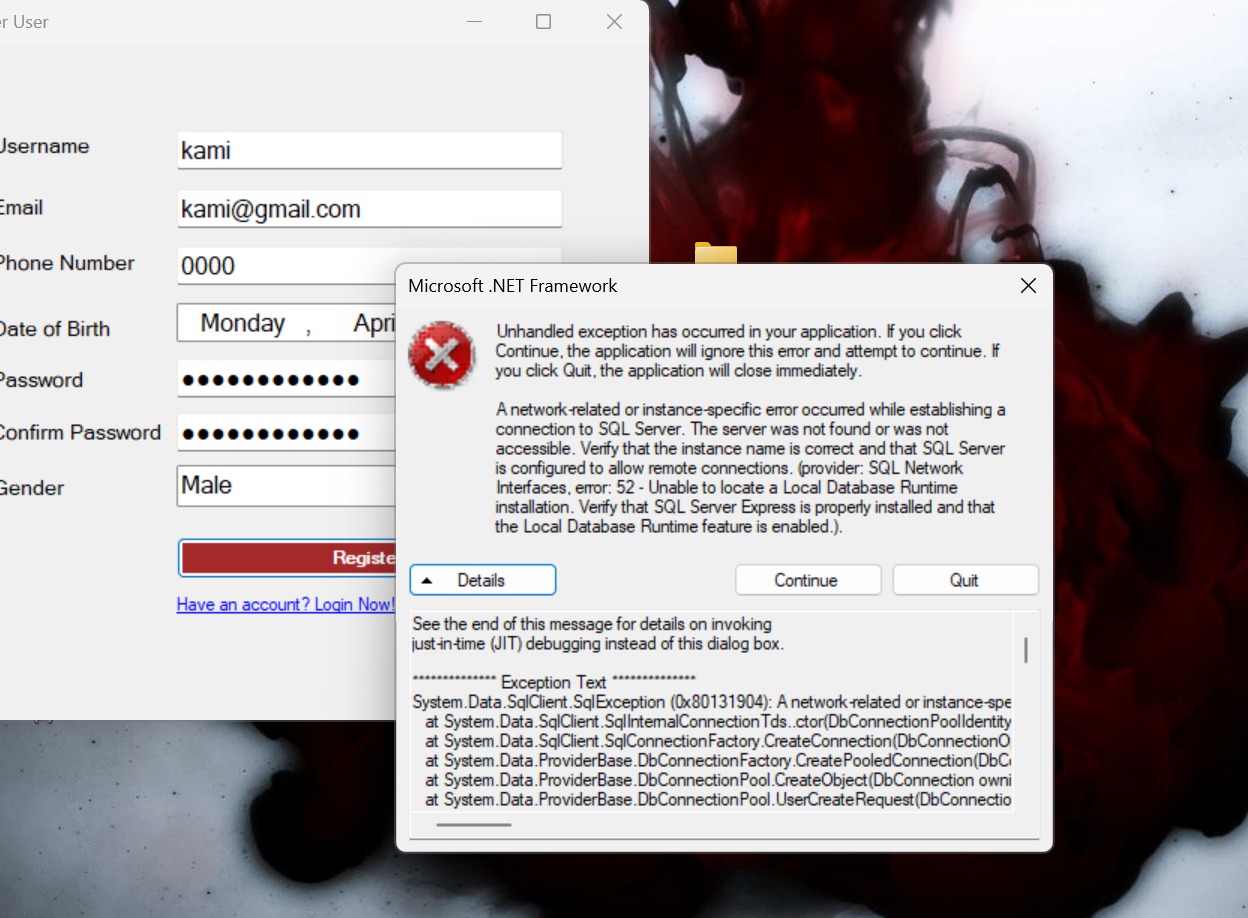 er User
Username
kami
Email
kami@gmail.com
Phone Number
0000
Date of Birth
Monday , Apri
Password
●●●●●●●●●●●●
Confirm Password
●●●●●●●●●●●●
Gender
Male
Registe
Have an account? Login Now!
Microsoft .NET Framework
Unhandled exception has occurred in your application. If you click
Continue, the application will ignore this error and attempt to continue. If
you click Quit, the application will close immediately.
A network-related or instance-specific error occurred while establishing a
connection to SQL Server. The server was not found or was not
accessible. Verify that the instance name is correct and that SQL Server
is configured to allow remote connections. (provider: SQL Network
Interfaces, error: 52 - Unable to locate a Local Database Runtime
installation. Verify that SQL Server Express is properly installed and that
the Local Database Runtime feature is enabled.).
Details
Continue
Quit
See the end of this message for details on invoking
just-in-time (JIT) debugging instead of this dialog box.
************** Exception Text **************
System.Data.SqlClient.SqlException (0x80131904): A network-related or instance-spe
at System.Data.SqlClient.SqlInternalConnectionTds..ctor(DbConnectionPoolIdentity
at System.Data.SqlClient.SqlConnectionFactory.CreateConnection(DbConnectionO
at System.Data.ProviderBase.DbConnectionFactory.CreatePooledConnection(DbC
at System.Data.ProviderBase.DbConnectionPool.CreateObject(DbConnection owni
at System.Data.ProviderBase.DbConnectionPool.UserCreateRequest(DbConnectio